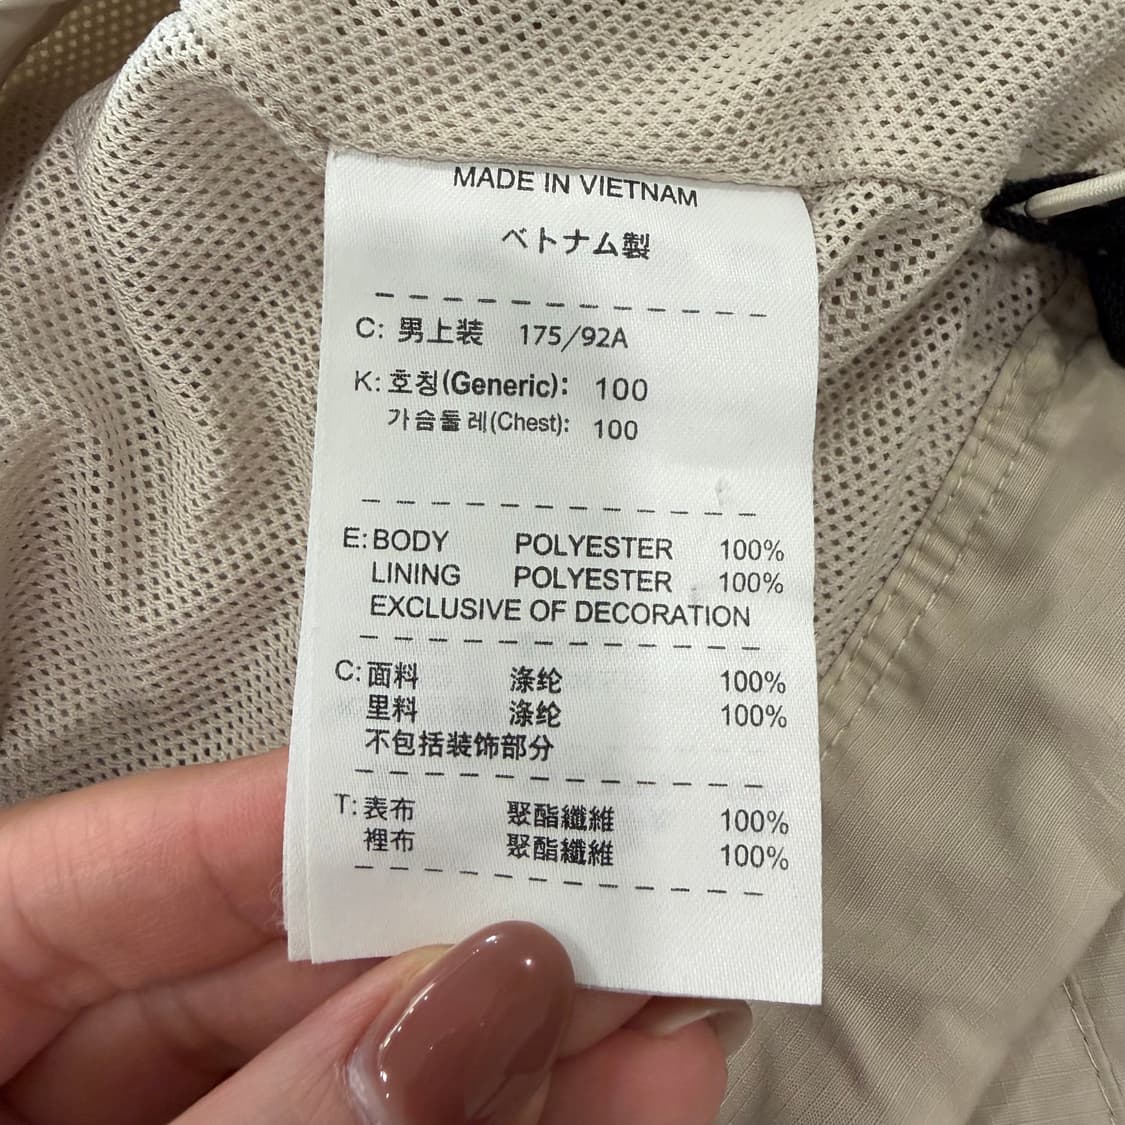 MADE IN VIETNAM
ベトナム製
C: 男上装 175/92A
K: 호칭(Generic): 100
가슴둘레(Chest): 100
E: BODY POLYESTER 100%
LINING POLYESTER 100%
EXCLUSIVE OF DECORATION
C: 面料 涤纶 100%
里料 涤纶 100%
不包括装饰部分
T: 表布 聚酯纖維 100%
裡布 聚酯纖維 100%